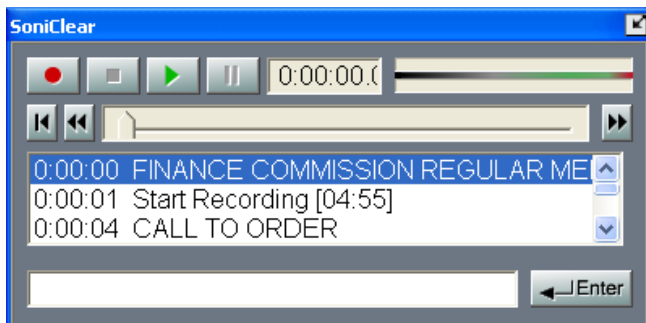 SoniClear
0:00:00.(
0:00:00 FINANCE COMMISSION REGULAR
0:00:01 Start Recording [04:55]
0:00:04 CALL TO ORDER
Enter